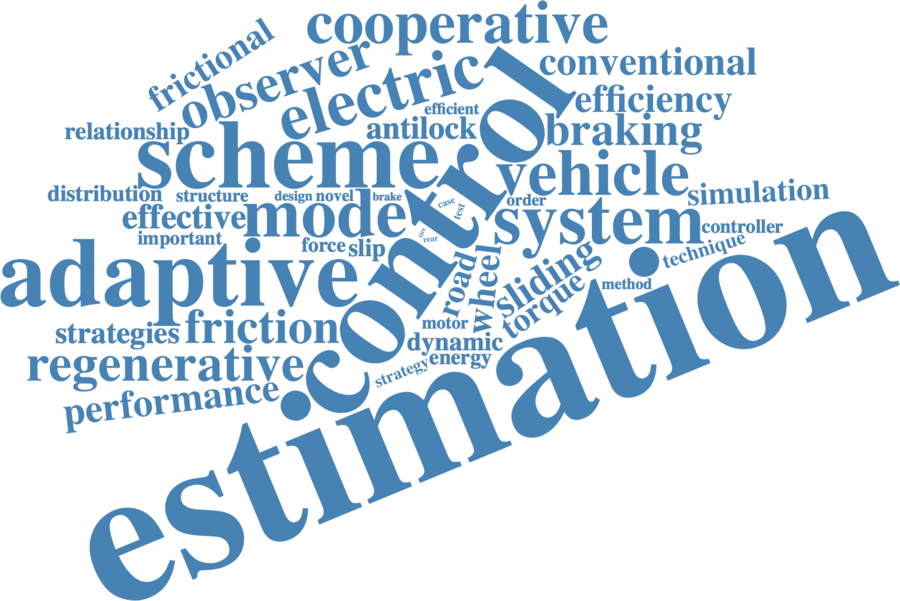 cooperative
frictional
observer
conventional
electric
efficiency
efficient
relationship
antilock
braking
scheme
control
vehicle
distribution
structure
design
novel
brake
case
test
order
simulation
effective
mode
system
controller
important
force
slip
rear
technique
adaptive
road
wheel
sliding
torque
method
estimation
strategies
friction
motor
dynamic
regenerative
energy
strategy
performance